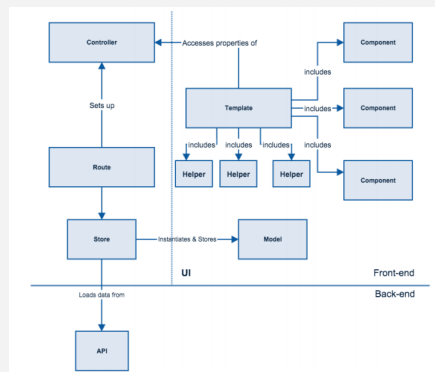 Controller
Accesses properties of
Component
includes
Sets up
Template
includes
Component
includes
includes
includes
includes
includes
Helper
Helper
Helper
Component
Route
Store
Instantiates & Stores
Model
UI
Front-end
Back-end
Loads data from
API